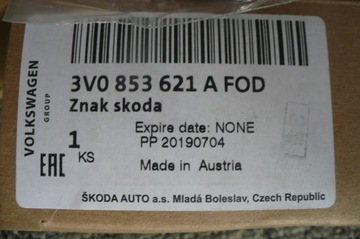 VOLKSWAGEN
GROUP
3V0 853 621 A FOD
Znak skoda
1
KS
Expire date: NONE
PP 20190704
EAC
Made in Austria
ŠKODA AUTO a.s. Mladá Boleslav, Czech Republic